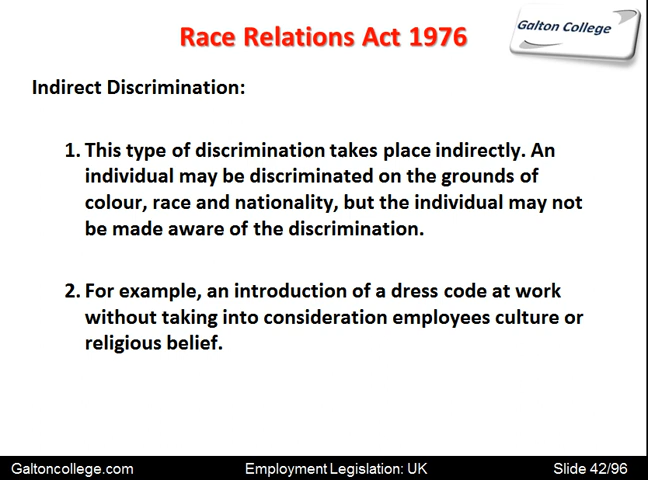 Race Relations Act 1976
Galton College
Indirect Discrimination:
1. This type of discrimination takes place indirectly. An
individual may be discriminated on the grounds of
colour, race and nationality, but the individual may not
be made aware of the discrimination.
2. For example, an introduction of a dress code at work
without taking into consideration employees culture or
religious belief.
Galtoncollege.com
Employment Legislation: UK
Slide 42/96